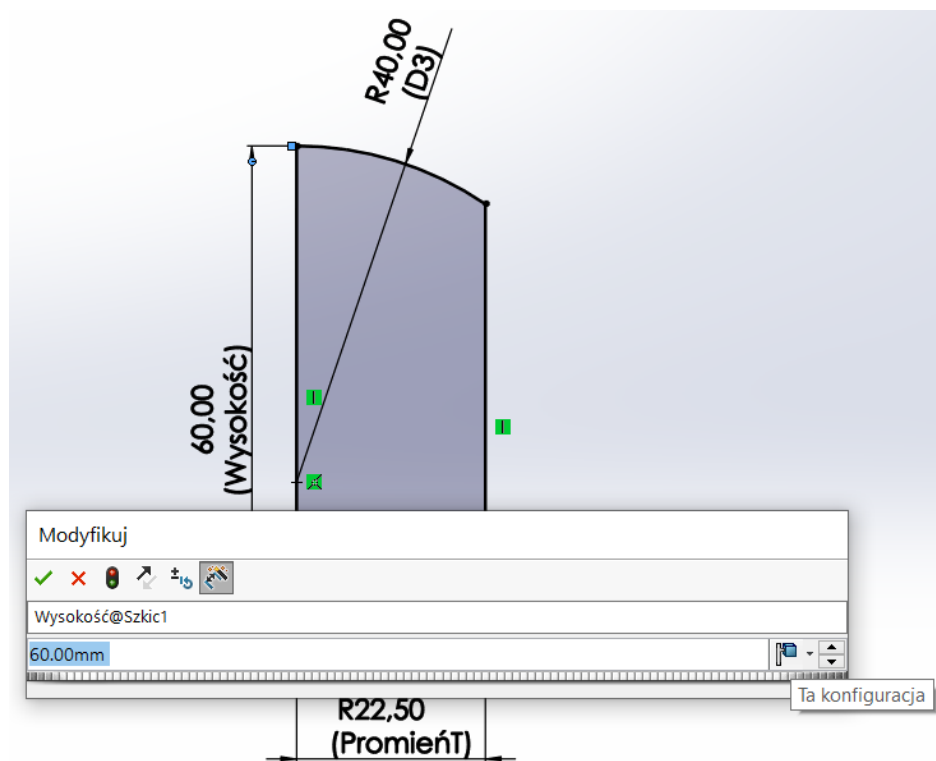 R40,00
(D3)
60,00
(Wysokość)
Modyfikuj
Wysokość@Szkic1
60.00mm
Ta konfiguracja
R22,50
(PromieńT)